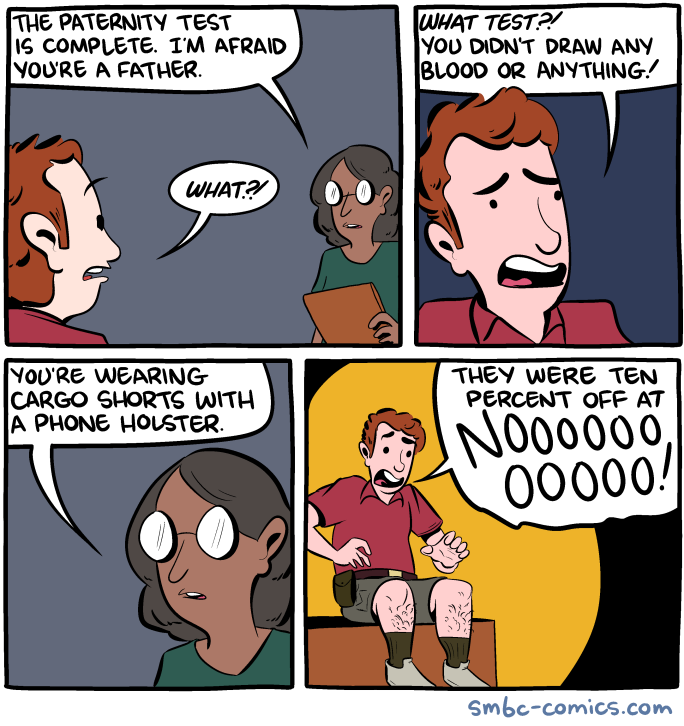 THE PATERNITY TEST
IS COMPLETE. I'M AFRAID
YOU'RE A FATHER.
WHAT?!
WHAT TEST?!
YOU DIDN'T DRAW ANY
BLOOD OR ANYTHING!
YOU'RE WEARING
CARGO SHORTS WITH
A PHONE HOLSTER.
THEY WERE TEN
PERCENT OFF AT
NOOOOOO
OOOOO!
smbc-comics.com